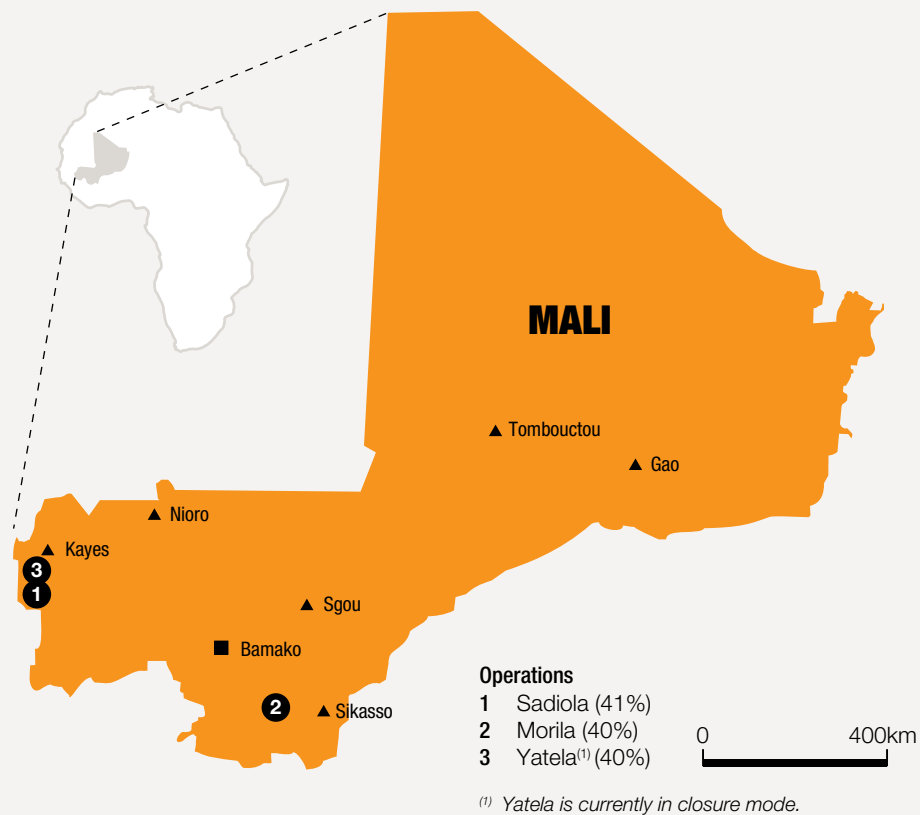 MALI
Tombouctou
Gao
Nioro
Kayes
3
1
Sgou
Bamako
2
Sikasso
Operations
1 Sadiola (41%)
2 Morila (40%)
3 Yatela(1) (40%)
0 400km
(1) Yatela is currently in closure mode.